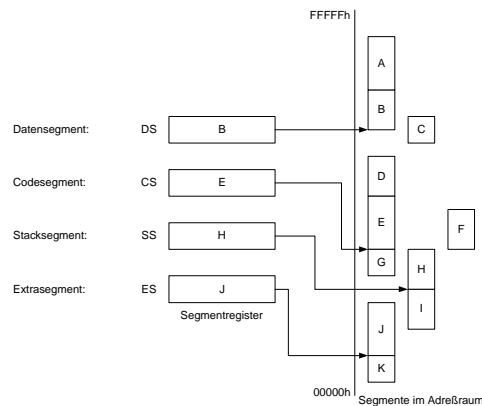 FFFFFh
A
B
C
Datensegment: DS B
D
Codesegment: CS E
E
F
Stacksegment: SS H
G
H
Extrasegment: ES J
I
Segmentregister
J
K
00000h
Segmente im Adreßraum